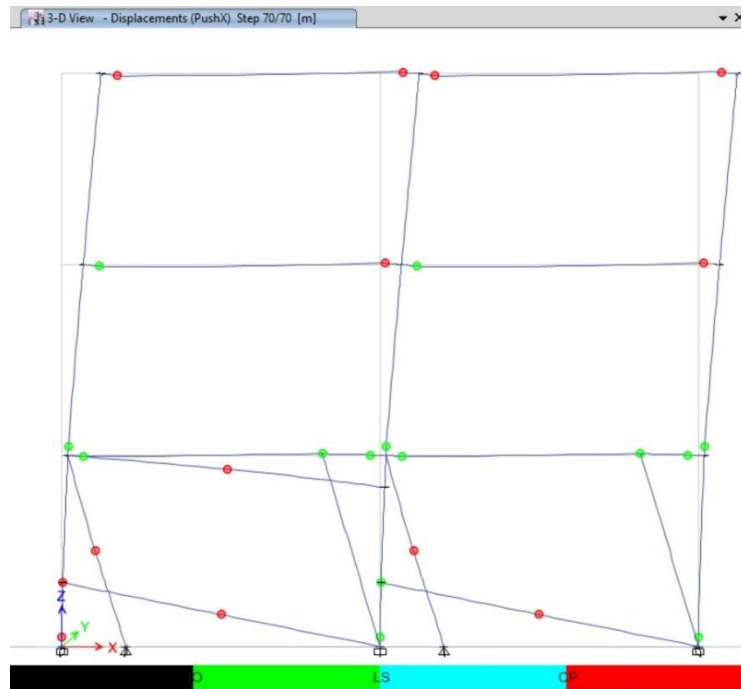 3-D View - Displacements (PushX) Step 70/70 [m]
Z
Y
X
IO LS CP